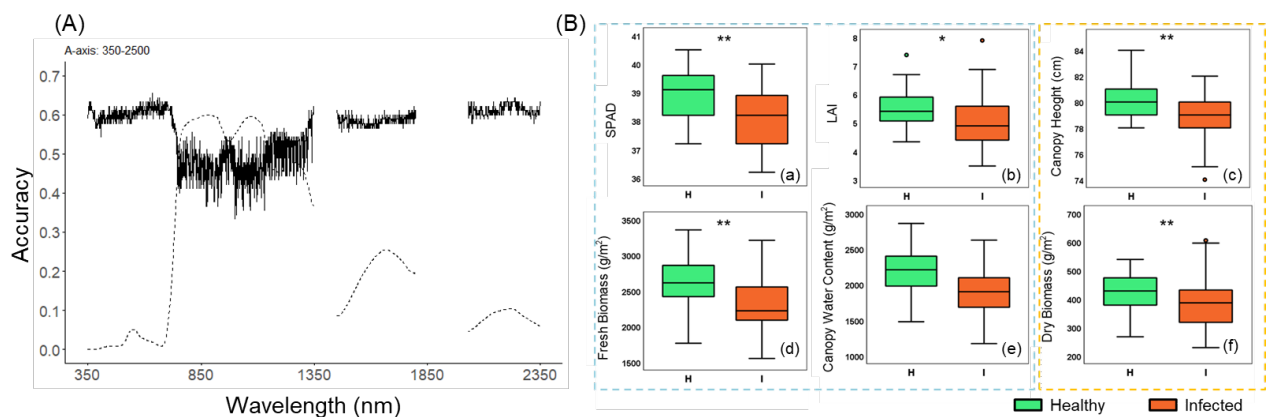 (A)
A-axis: 350-2500
Accuracy
0.7
0.6
0.5
0.4
0.3
0.2
0.1
0.0
350 850 1350 1850 2350
Wavelength (nm)
(B)
SPAD
41
40
39
38
37
36
**
(a)
H I
LAI
8
7
6
5
4
3
*
(b)
H I
Canopy Heoght (cm)
84
82
80
78
76
74
**
(c)
H I
Fresh Biomass (g/m²)
3500
3000
2500
2000
1500
**
(d)
H I
Canopy Water Content (g/m²)
3000
2500
2000
1500
1000
(e)
H I
Dry Biomass (g/m²)
700
600
500
400
300
200
**
(f)
H I
Healthy Infected